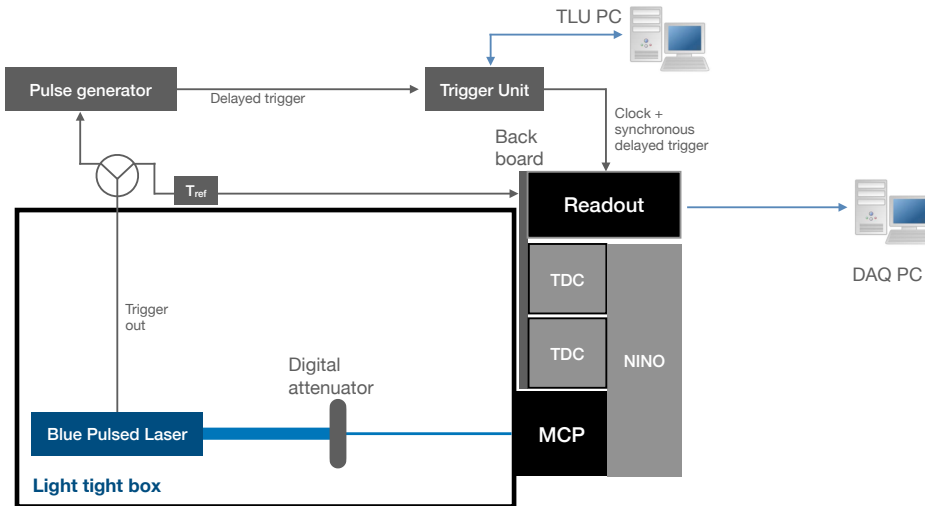 TLU PC
Pulse generator
Delayed trigger
Trigger Unit
Clock +
synchronous
delayed trigger
Back
board
Tref
Readout
DAQ PC
TDC
TDC
NINO
Trigger
out
Digital
attenuator
Blue Pulsed Laser
MCP
Light tight box